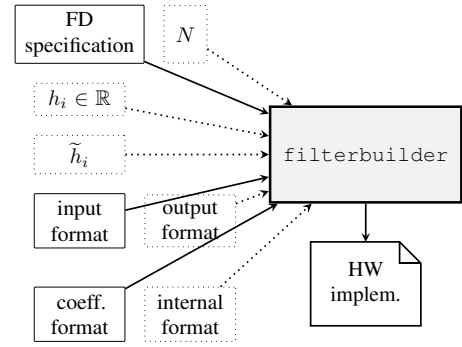 FD
specification
N
h_i ∈ ℝ
h̃_i
filterbuilder
input
format
output
format
HW
implem.
coeff.
format
internal
format